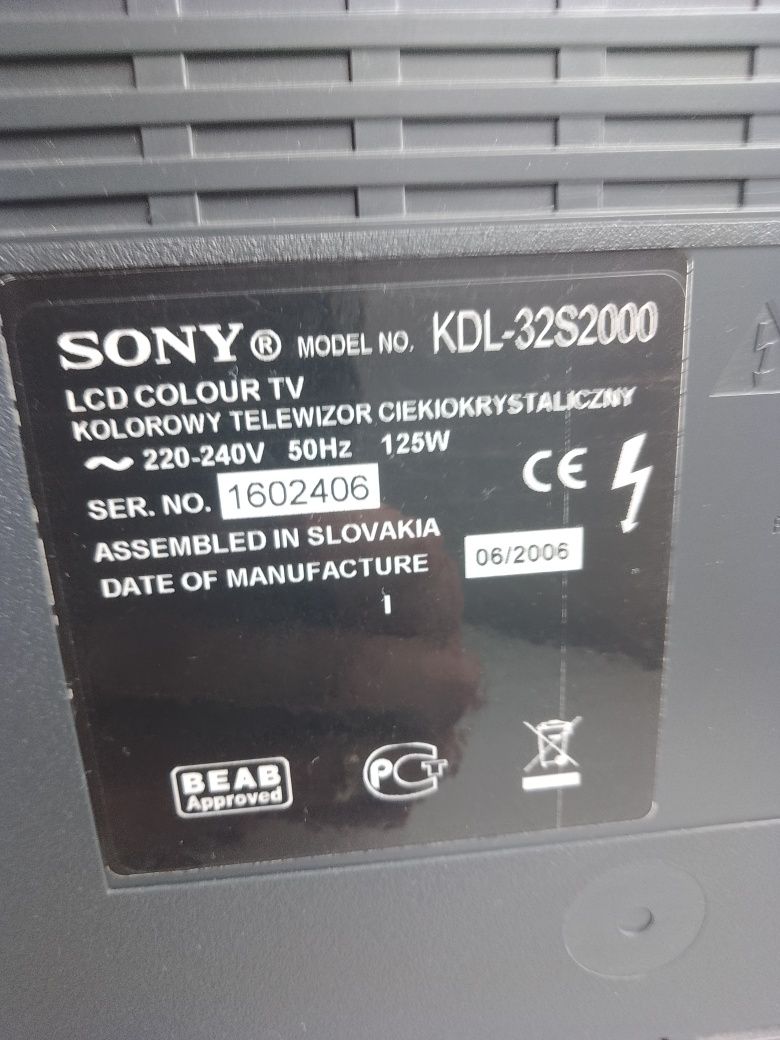 SONY® MODEL NO. KDL-32S2000
LCD COLOUR TV
KOLOROWY TELEWIZOR CIEKIOKRYSTALICZNY
~ 220-240V 50Hz 125W
CE
SER. NO. 1602406
ASSEMBLED IN SLOVAKIA
DATE OF MANUFACTURE 06/2006
I
BEAB
Approved
PCT